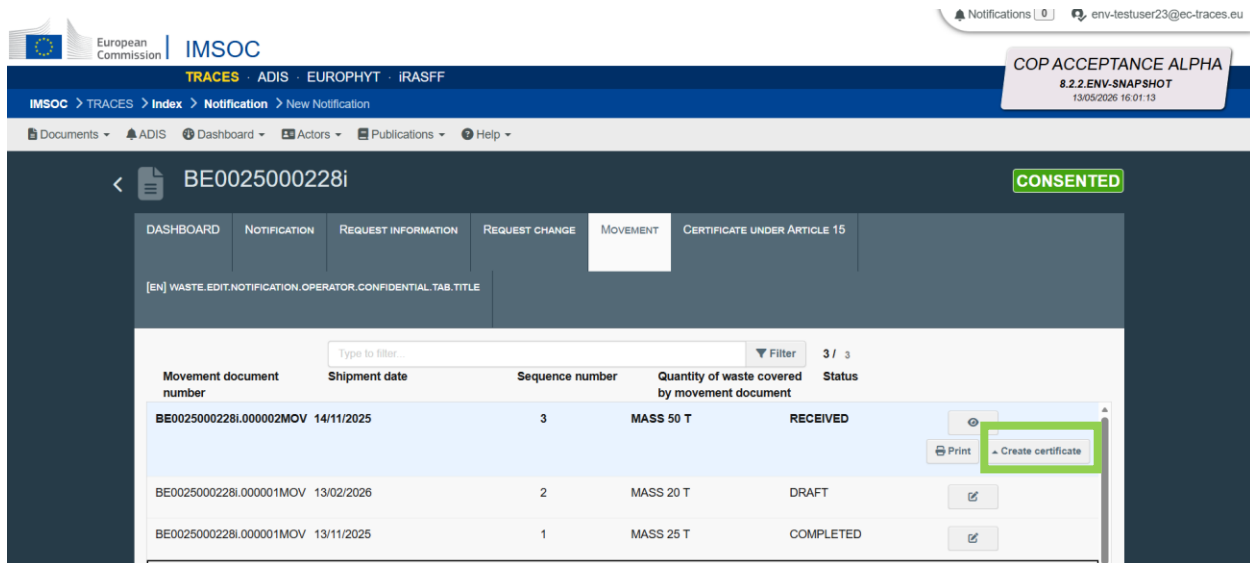 Notifications 0 env-testuser23@ec-traces.eu
European
Commission
IMSOC
COP ACCEPTANCE ALPHA
8.2.2.ENV-SNAPSHOT
13/05/2026 16:01:13
TRACES · ADIS · EUROPHYT · iRASFF
IMSOC > TRACES > Index > Notification > New Notification
Documents ADIS Dashboard Actors Publications Help
BE0025000228i CONSENTED
DASHBOARD NOTIFICATION REQUEST INFORMATION REQUEST CHANGE MOVEMENT CERTIFICATE UNDER ARTICLE 15
[EN] WASTE.EDIT.NOTIFICATION.OPERATOR.CONFIDENTIAL.TAB.TITLE
Type to filter... Filter 3 / 3
Movement document number Shipment date Sequence number Quantity of waste covered by movement document Status
BE0025000228i.000002MOV 14/11/2025 3 MASS 50 T RECEIVED
Print Create certificate
BE0025000228i.000001MOV 13/02/2026 2 MASS 20 T DRAFT
BE0025000228i.000001MOV 13/11/2025 1 MASS 25 T COMPLETED